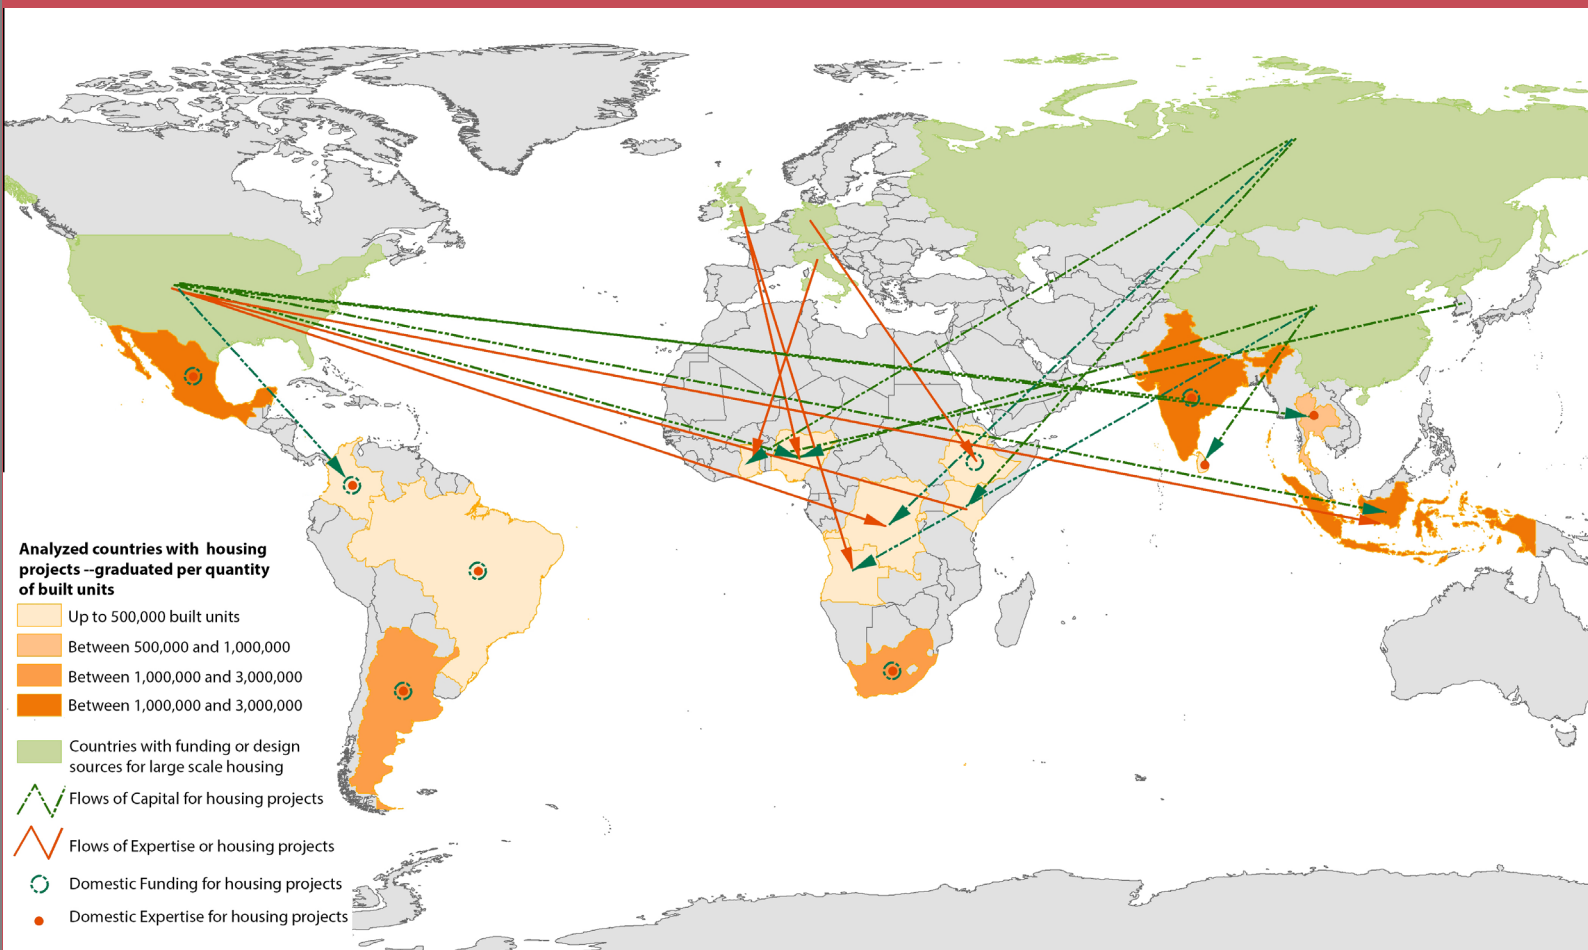 Analyzed countries with housing
projects --graduated per quantity
of built units
Up to 500,000 built units
Between 500,000 and 1,000,000
Between 1,000,000 and 3,000,000
Between 1,000,000 and 3,000,000
Countries with funding or design
sources for large scale housing
Flows of Capital for housing projects
Flows of Expertise or housing projects
Domestic Funding for housing projects
Domestic Expertise for housing projects